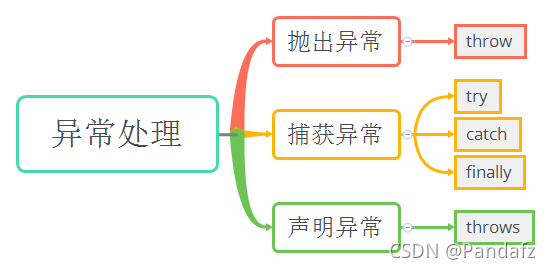 异常处理
抛出异常
throw
捕获异常
try
catch
finally
声明异常
throws
CSDN @Pandafz